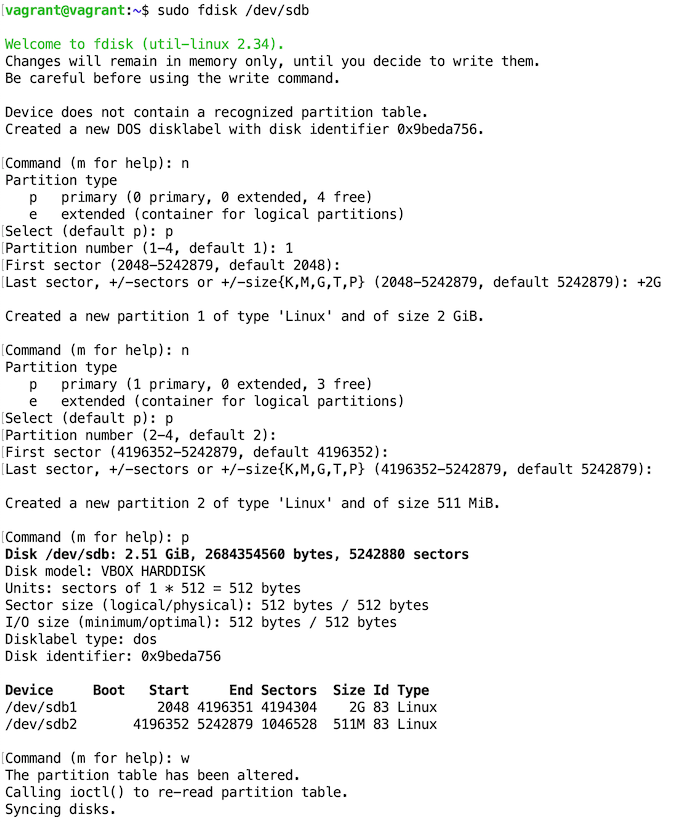 [vagrant@vagrant:~$ sudo fdisk /dev/sdb
Welcome to fdisk (util-linux 2.34).
Changes will remain in memory only, until you decide to write them.
Be careful before using the write command.
Device does not contain a recognized partition table.
Created a new DOS disklabel with disk identifier 0x9beda756.
[Command (m for help): n
Partition type
   p   primary (0 primary, 0 extended, 4 free)
   e   extended (container for logical partitions)
[Select (default p): p
[Partition number (1-4, default 1): 1
[First sector (2048-5242879, default 2048):
[Last sector, +/-sectors or +/-size{K,M,G,T,P} (2048-5242879, default 5242879): +2G
Created a new partition 1 of type 'Linux' and of size 2 GiB.
[Command (m for help): n
Partition type
   p   primary (1 primary, 0 extended, 3 free)
   e   extended (container for logical partitions)
[Select (default p): p
[Partition number (2-4, default 2):
[First sector (4196352-5242879, default 4196352):
[Last sector, +/-sectors or +/-size{K,M,G,T,P} (4196352-5242879, default 5242879):
Created a new partition 2 of type 'Linux' and of size 511 MiB.
[Command (m for help): p
Disk /dev/sdb: 2.51 GiB, 2684354560 bytes, 5242880 sectors
Disk model: VBOX HARDDISK
Units: sectors of 1 * 512 = 512 bytes
Sector size (logical/physical): 512 bytes / 512 bytes
I/O size (minimum/optimal): 512 bytes / 512 bytes
Disklabel type: dos
Disk identifier: 0x9beda756
Device     Boot   Start     End Sectors  Size Id Type
/dev/sdb1          2048 4196351 4194304    2G 83 Linux
/dev/sdb2       4196352 5242879 1046528  511M 83 Linux
[Command (m for help): w
The partition table has been altered.
Calling ioctl() to re-read partition table.
Syncing disks.